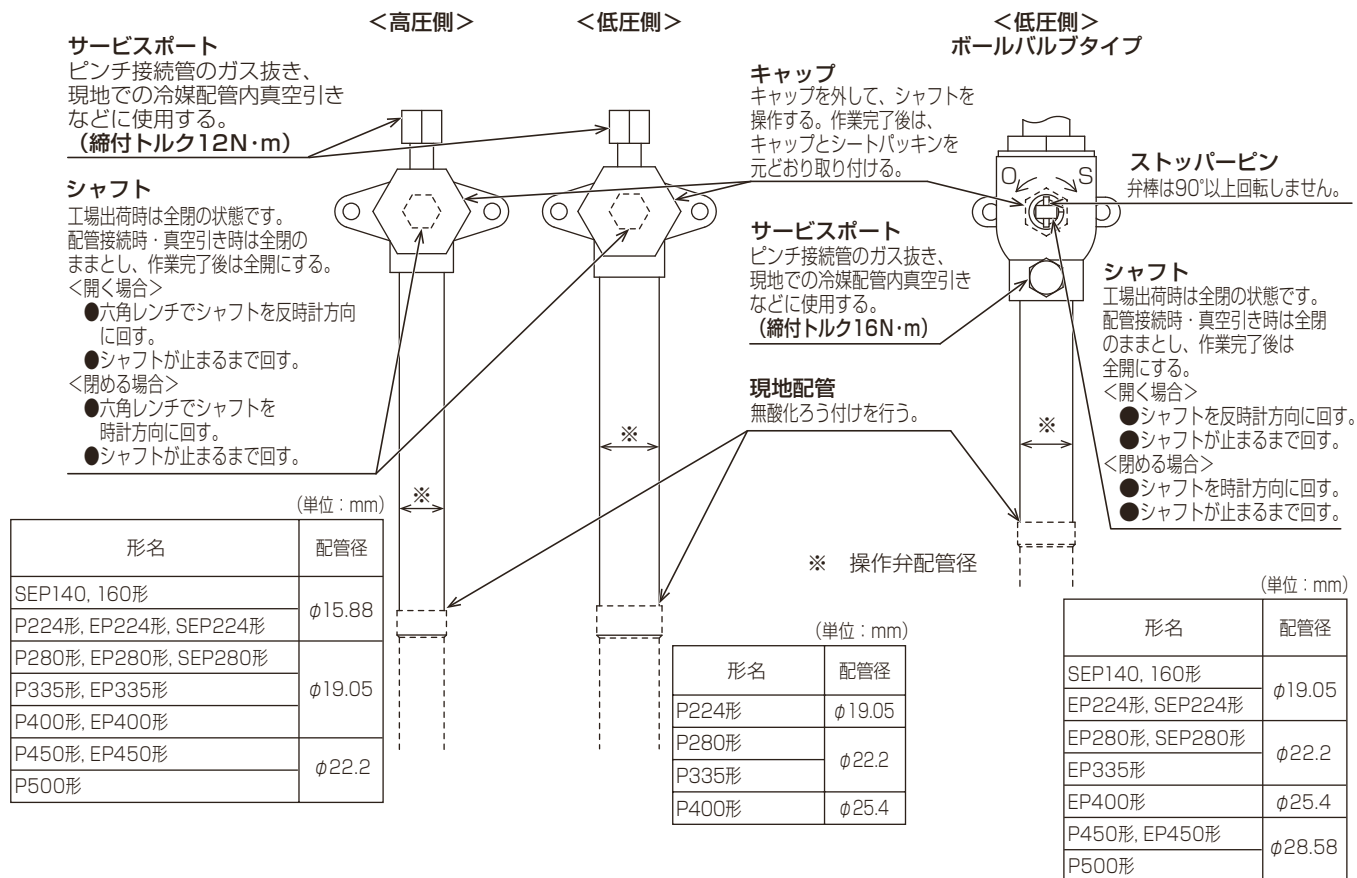 <高圧側>
<低圧側>
<低圧側>
ボールバルブタイプ
サービスポート
ピンチ接続管のガス抜き、
現地での冷媒配管内真空引き
などに使用する。
(締付トルク12N·m)
シャフト
工場出荷時は全閉の状態です。
配管接続時・真空引き時は全閉の
ままとし、作業完了後は全開にする。
<開く場合>
●六角レンチでシャフトを反時計方向
に回す。
●シャフトが止まるまで回す。
<閉める場合>
●六角レンチでシャフトを
時計方向に回す。
●シャフトが止まるまで回す。
キャップ
キャップを外して、シャフトを
操作する。作業完了後は、
キャップとシートパッキンを
元どおり取り付ける。
サービスポート
ピンチ接続管のガス抜き、
現地での冷媒配管内真空引き
などに使用する。
(締付トルク16N·m)
現地配管
無酸化ろう付けを行う。
O S
ストッパーピン
弁棒は90°以上回転しません。
シャフト
工場出荷時は全閉の状態です。
配管接続時・真空引き時は全閉
のままとし、作業完了後は
全開にする。
<開く場合>
●シャフトを反時計方向に回す。
●シャフトが止まるまで回す。
<閉める場合>
●シャフトを時計方向に回す。
●シャフトが止まるまで回す。
※
※
※
※ 操作弁配管径
(単位:mm)
形名 配管径
SEP140, 160形 φ15.88
P224形, EP224形, SEP224形
P280形, EP280形, SEP280形 φ19.05
P335形, EP335形
P400形, EP400形
P450形, EP450形 φ22.2
P500形
(単位:mm)
形名 配管径
P224形 φ19.05
P280形 φ22.2
P335形
P400形 φ25.4
(単位:mm)
形名 配管径
SEP140, 160形 φ19.05
EP224形, SEP224形
EP280形, SEP280形 φ22.2
EP335形
EP400形 φ25.4
P450形, EP450形 φ28.58
P500形